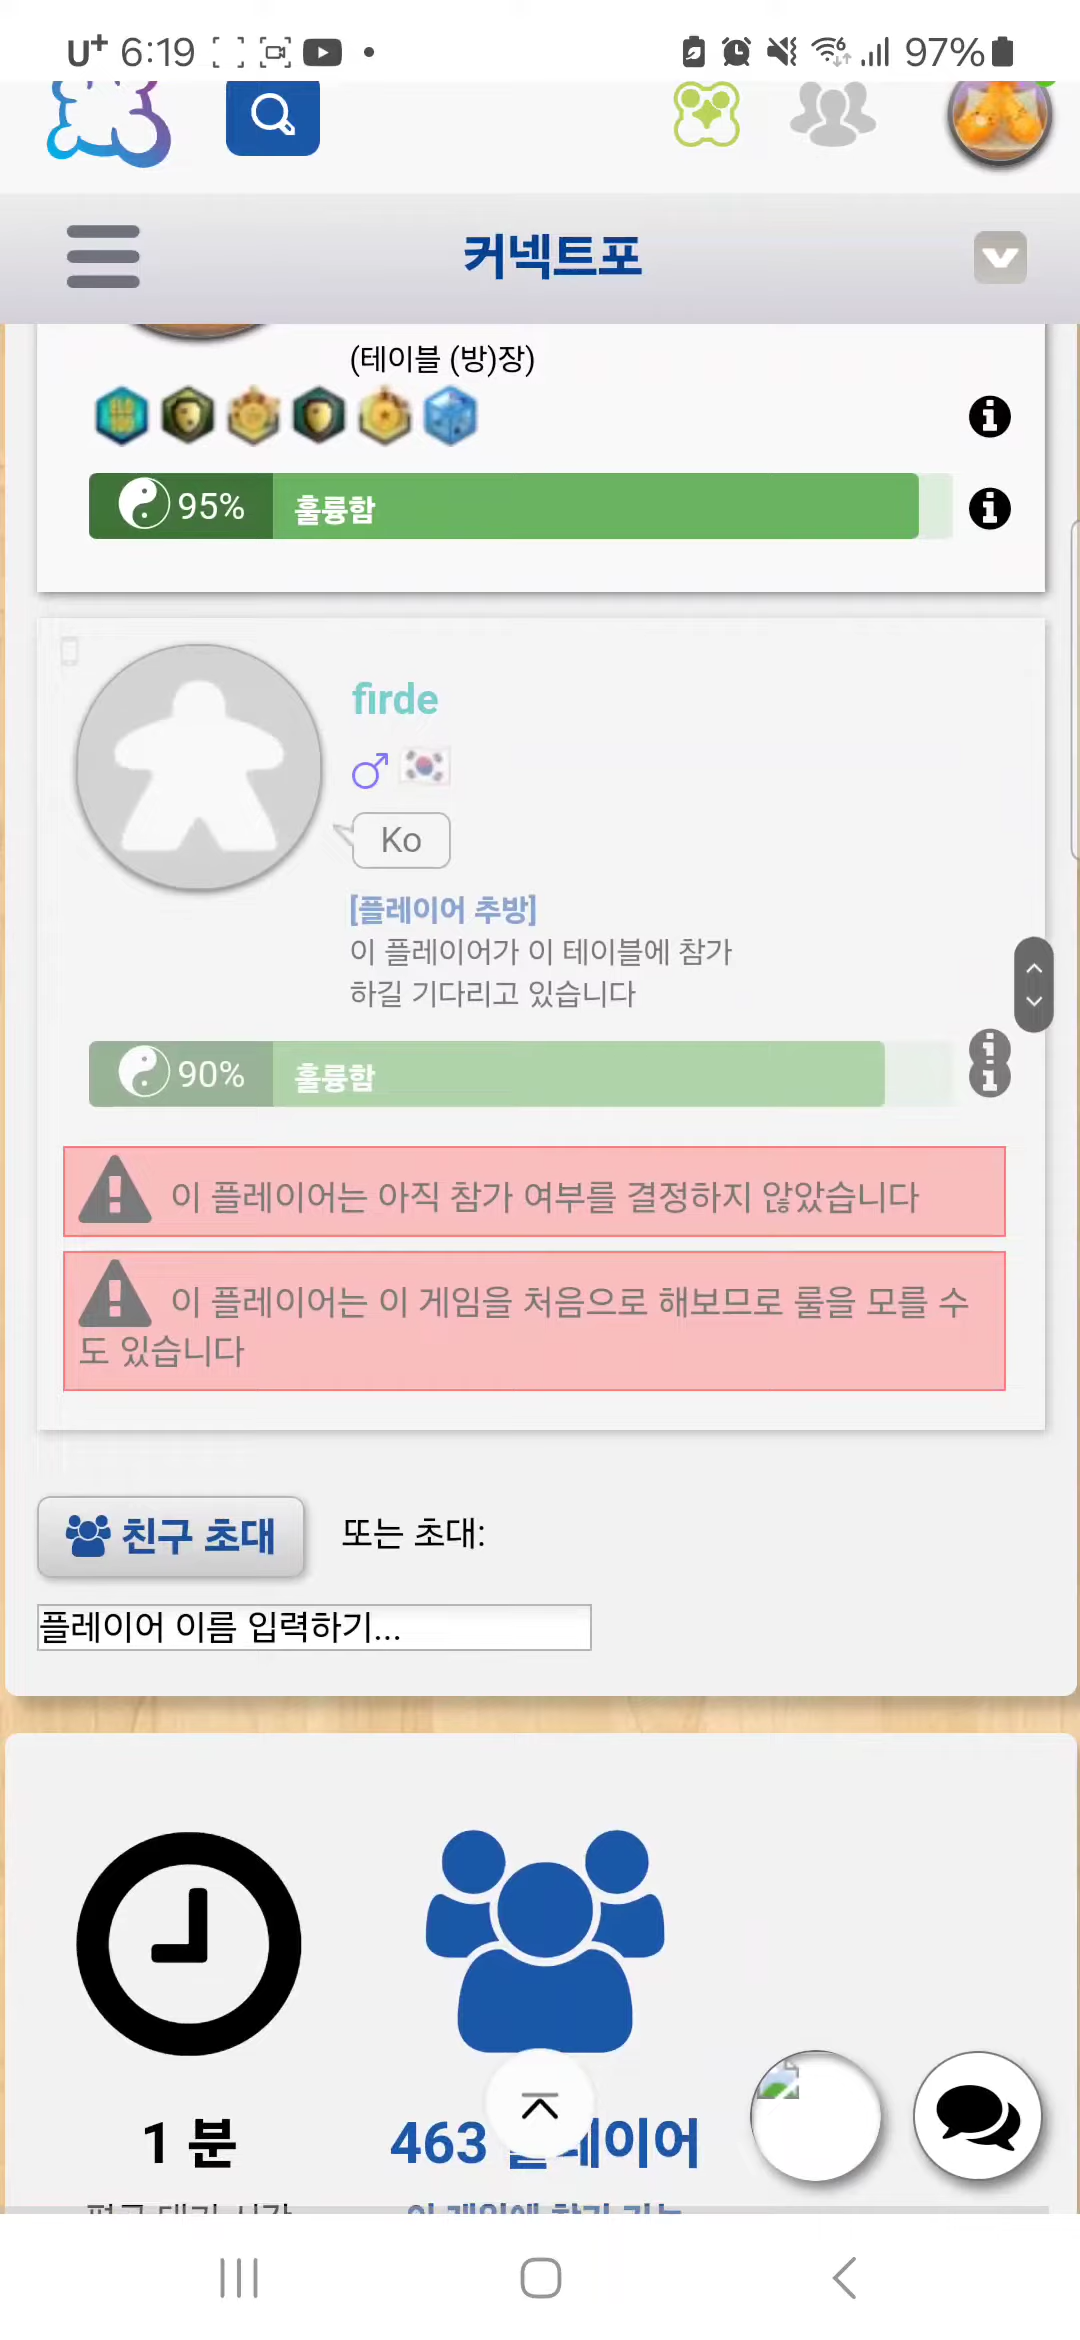 U+ 6:19 97%
커넥트포
(테이블 (방)장)
95% 훌륭함
firde
Ko
[플레이어 추방]
이 플레이어가 이 테이블에 참가
하길 기다리고 있습니다
90% 훌륭함
이 플레이어는 아직 참가 여부를 결정하지 않았습니다
이 플레이어는 이 게임을 처음으로 해보므로 룰을 모를 수
도 있습니다
친구 초대 또는 초대:
플레이어 이름 입력하기...
1 분 463